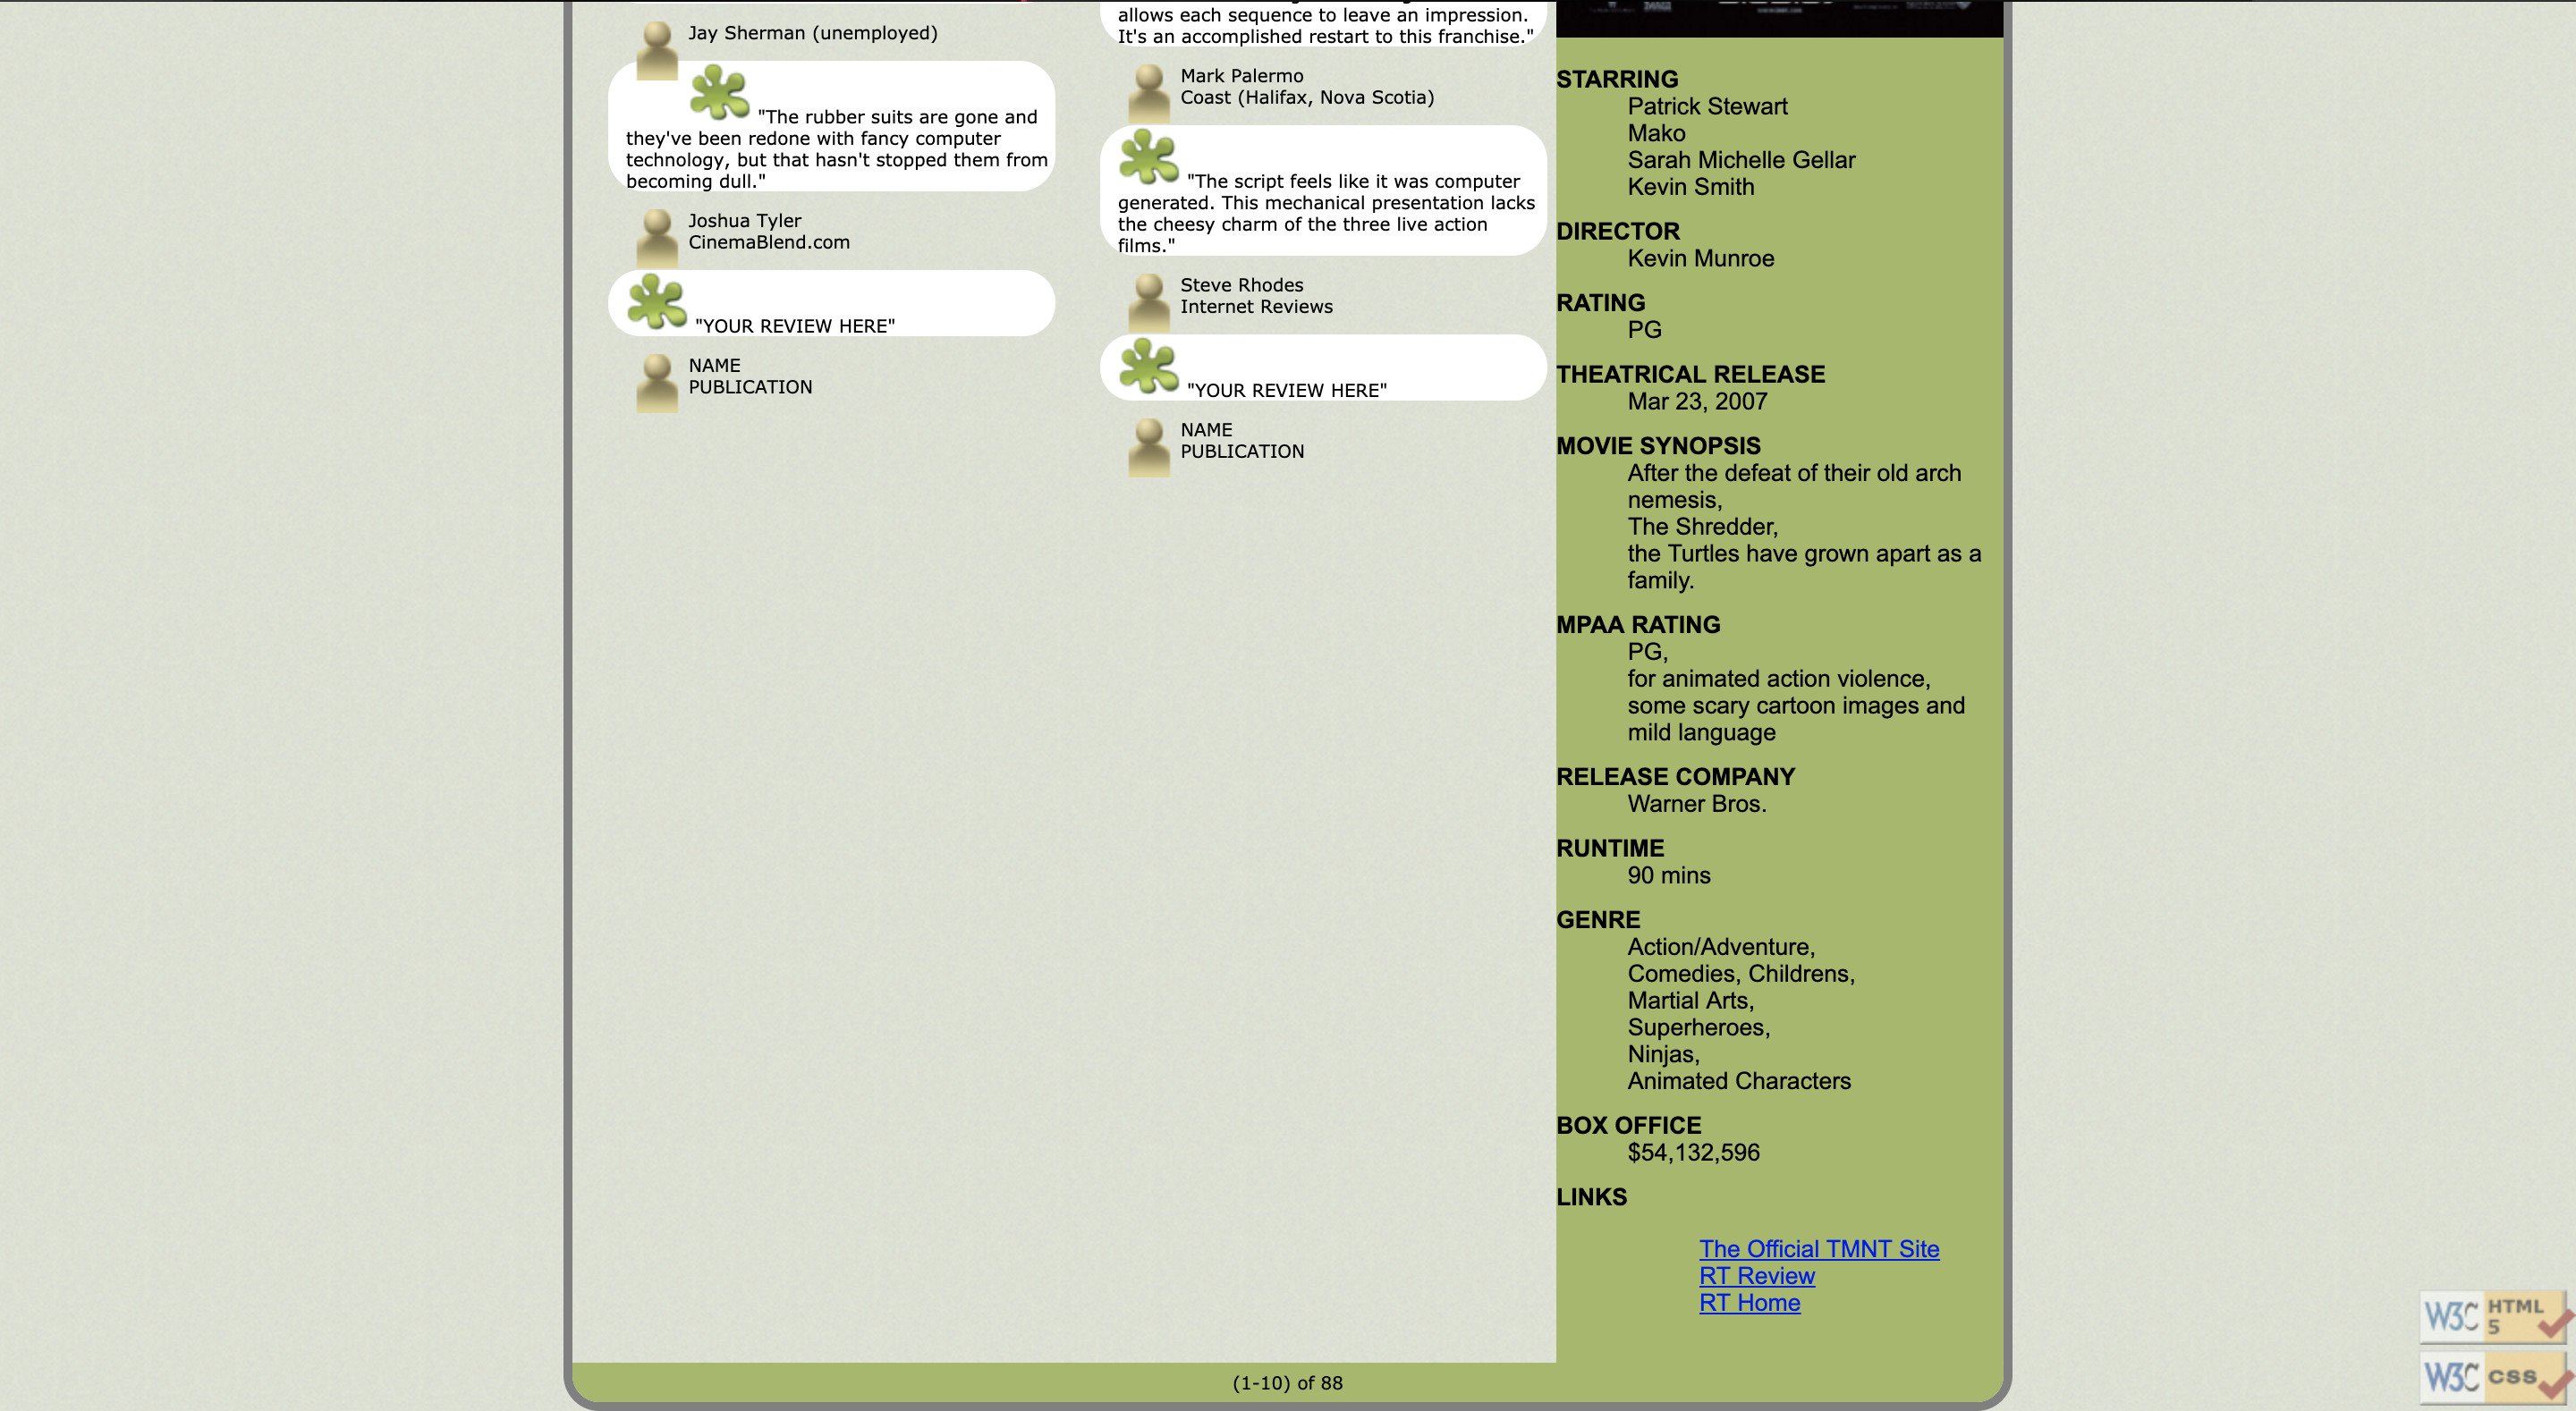 Jay Sherman (unemployed)
"The rubber suits are gone and
they've been redone with fancy computer
technology, but that hasn't stopped them from
becoming dull."
Joshua Tyler
CinemaBlend.com
"YOUR REVIEW HERE"
NAME
PUBLICATION
allows each sequence to leave an impression.
It's an accomplished restart to this franchise."
Mark Palermo
Coast (Halifax, Nova Scotia)
"The script feels like it was computer
generated. This mechanical presentation lacks
the cheesy charm of the three live action
films."
Steve Rhodes
Internet Reviews
"YOUR REVIEW HERE"
NAME
PUBLICATION
STARRING
Patrick Stewart
Mako
Sarah Michelle Gellar
Kevin Smith
DIRECTOR
Kevin Munroe
RATING
PG
THEATRICAL RELEASE
Mar 23, 2007
MOVIE SYNOPSIS
After the defeat of their old arch
nemesis,
The Shredder,
the Turtles have grown apart as a
family.
MPAA RATING
PG,
for animated action violence,
some scary cartoon images and
mild language
RELEASE COMPANY
Warner Bros.
RUNTIME
90 mins
GENRE
Action/Adventure,
Comedies, Childrens,
Martial Arts,
Superheroes,
Ninjas,
Animated Characters
BOX OFFICE
$54,132,596
LINKS
The Official TMNT Site
RT Review
RT Home
(1-10) of 88
W3C HTML
5
W3C CSS